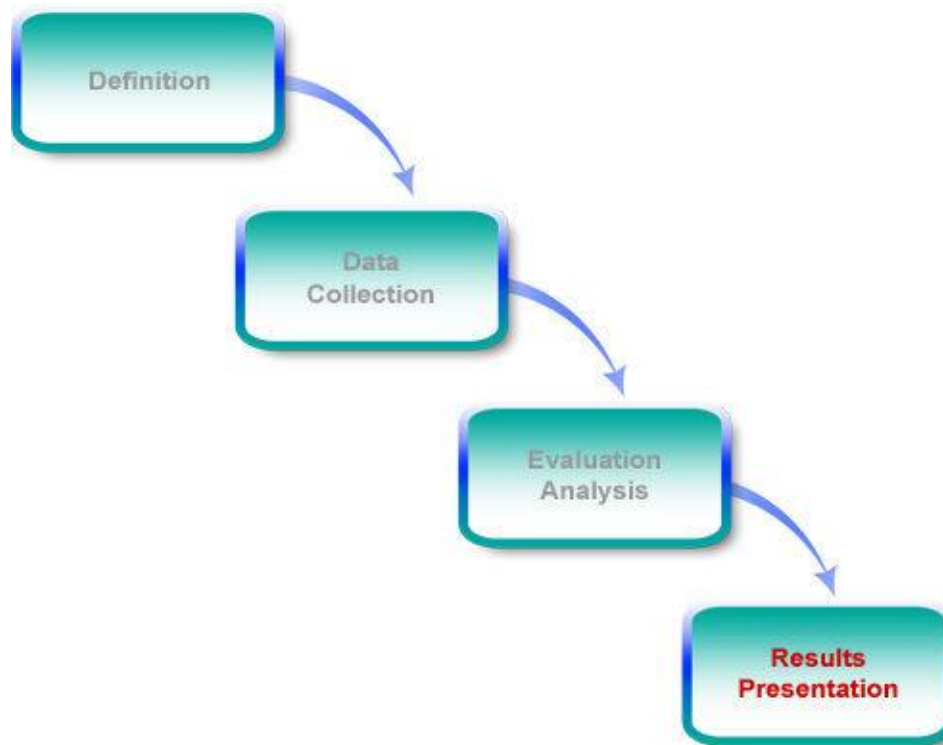 Definition
Data
Collection
Evaluation
Analysis
Results
Presentation